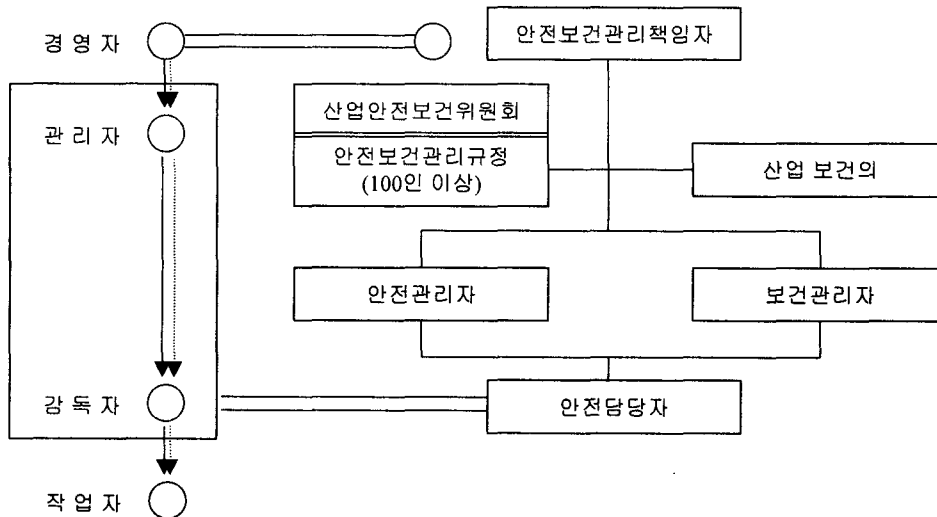 경 영 자
안전보건관리책임자
산업안전보건위원회
관 리 자
안전보건관리규정
(100인 이상)
산업 보건의
안전관리자
보건관리자
감 독 자
안전담당자
작 업 자